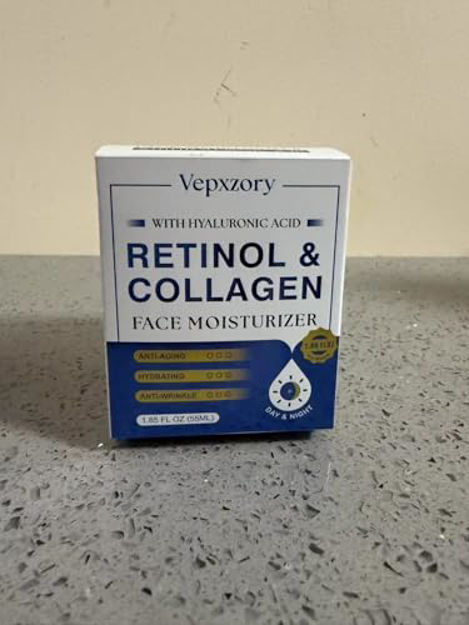 Vepxzory
WITH HYALURONIC ACID
RETINOL &
COLLAGEN
FACE MOISTURIZER
ANTI-AGING
HYDRATING
ANTI-WRINKLE
1.85 FL OZ (55ML)
DAY & NIGHT